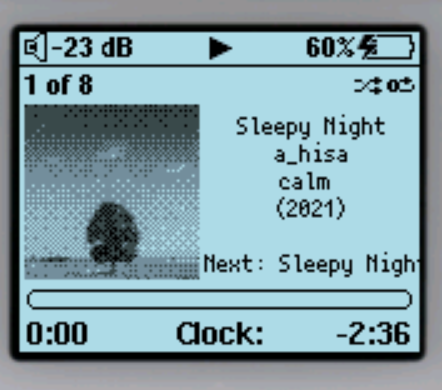 -23 dB 60%
1 of 8
Sleepy Night
a_hisa
calm
(2021)
Next: Sleepy Nigh
0:00 Clock: -2:36